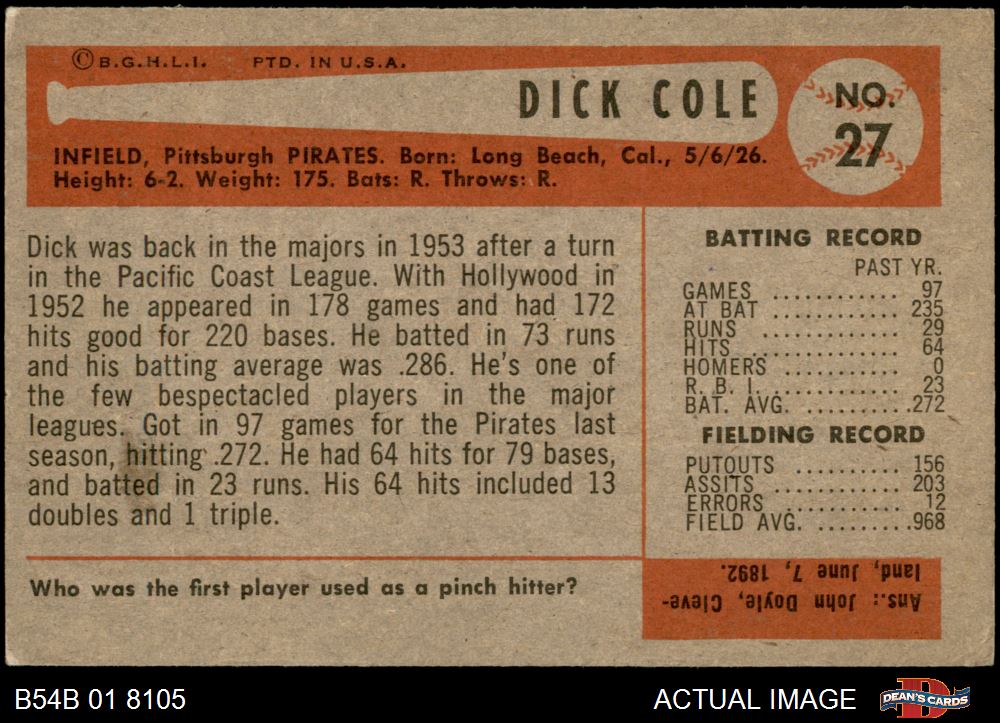 ©B.G.H.L.I. PTD. IN U.S.A.
DICK COLE
NO.
27
INFIELD, Pittsburgh PIRATES. Born: Long Beach, Cal., 5/6/26.
Height: 6-2. Weight: 175. Bats: R. Throws: R.
Dick was back in the majors in 1953 after a turn
in the Pacific Coast League. With Hollywood in
1952 he appeared in 178 games and had 172
hits good for 220 bases. He batted in 73 runs
and his batting average was .286. He's one of
the few bespectacled players in the major
leagues. Got in 97 games for the Pirates last
season, hitting .272. He had 64 hits for 79 bases,
and batted in 23 runs. His 64 hits included 13
doubles and 1 triple.
BATTING RECORD
PAST YR.
GAMES ............ 97
AT BAT ............ 235
RUNS ............ 29
HITS ............ 64
HOMERS ........... 0
R. B. I. ............ 23
BAT. AVG. ..........272
FIELDING RECORD
PUTOUTS .......... 156
ASSITS ............ 203
ERRORS ........... 12
FIELD AVG. .........968
Who was the first player used as a pinch hitter?
Ans.: John Doyle, Cleve-
land, June 7, 1892.
B54B 01 8105
ACTUAL IMAGE
D
DEAN'S CARDS